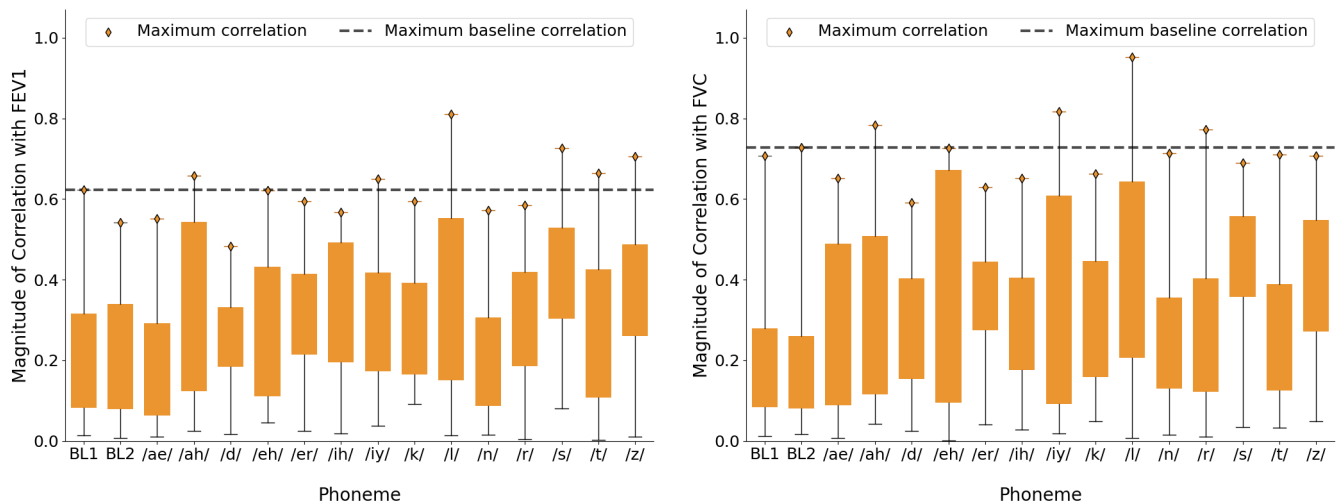 Maximum correlation Maximum baseline correlation
Magnitude of Correlation with FEV1
1.0
0.8
0.6
0.4
0.2
0.0
BL1 BL2 /ae/ /ah/ /d/ /eh/ /er/ /ih/ /iy/ /k/ /l/ /n/ /r/ /s/ /t/ /z/
Phoneme
Maximum correlation Maximum baseline correlation
Magnitude of Correlation with FVC
1.0
0.8
0.6
0.4
0.2
0.0
BL1 BL2 /ae/ /ah/ /d/ /eh/ /er/ /ih/ /iy/ /k/ /l/ /n/ /r/ /s/ /t/ /z/
Phoneme